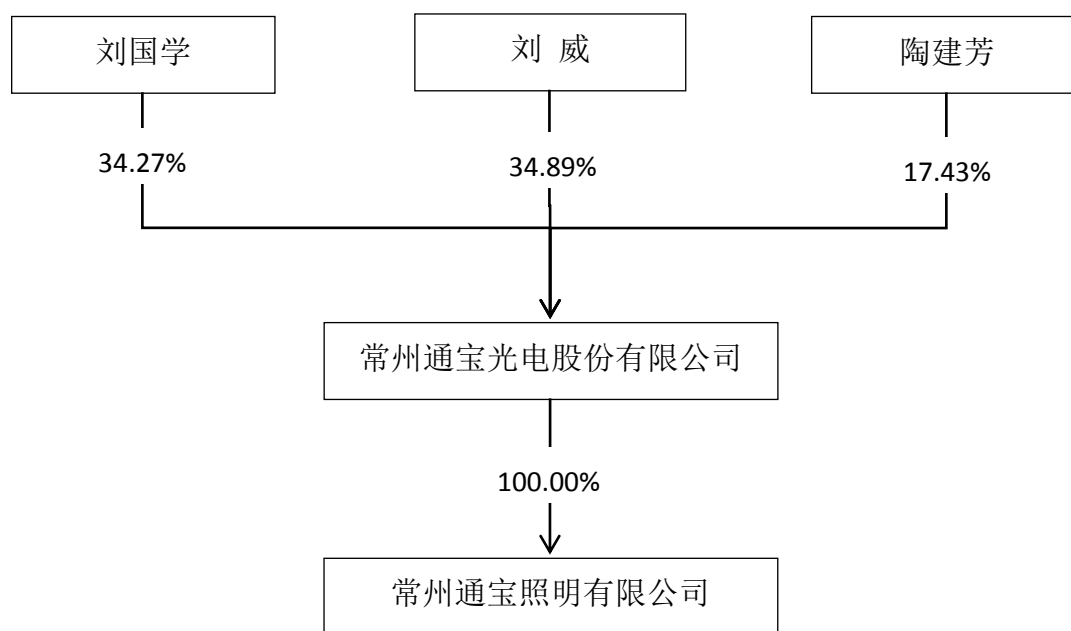 刘国学
刘 威
陶建芳
34.27%
34.89%
17.43%
常州通宝光电股份有限公司
100.00%
常州通宝照明有限公司